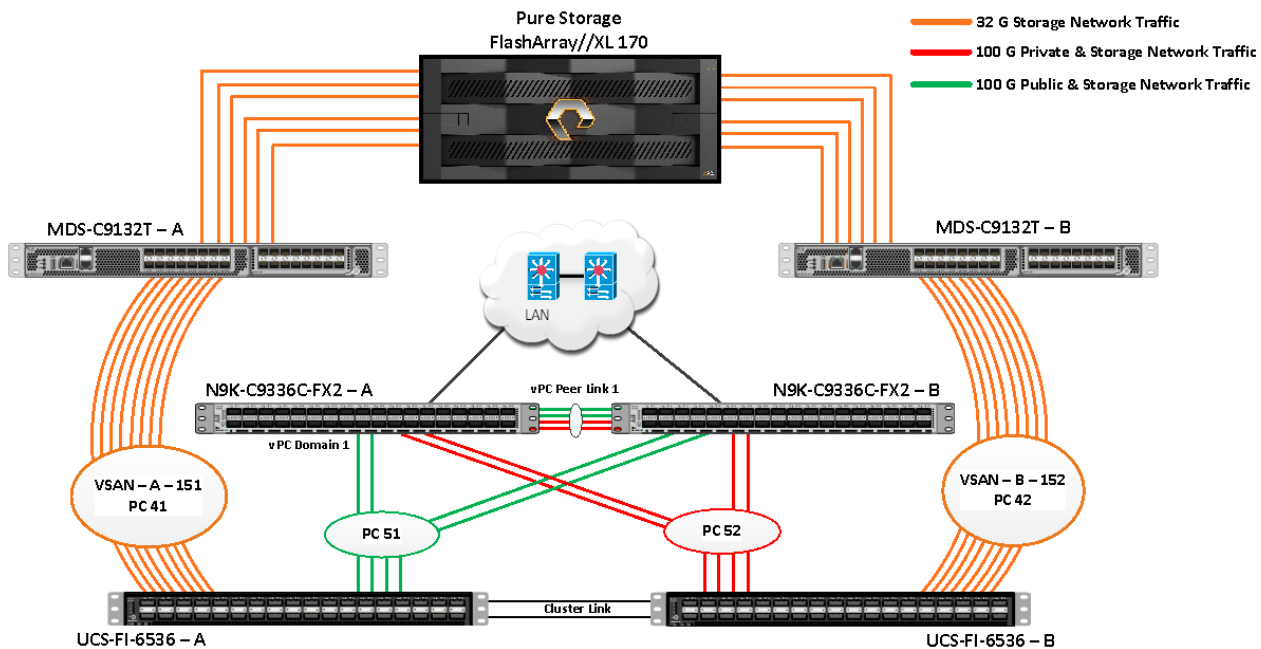 Pure Storage
FlashArray//XL 170
32 G Storage Network Traffic
100 G Private & Storage Network Traffic
100 G Public & Storage Network Traffic
MDS-C9132T – A
MDS-C9132T – B
LAN
N9K-C9336C-FX2 – A
vPC Peer Link 1
N9K-C9336C-FX2 – B
vPC Domain 1
VSAN – A – 151
PC 41
VSAN – B – 152
PC 42
PC 51
PC 52
Cluster Link
UCS-FI-6536 – A
UCS-FI-6536 – B